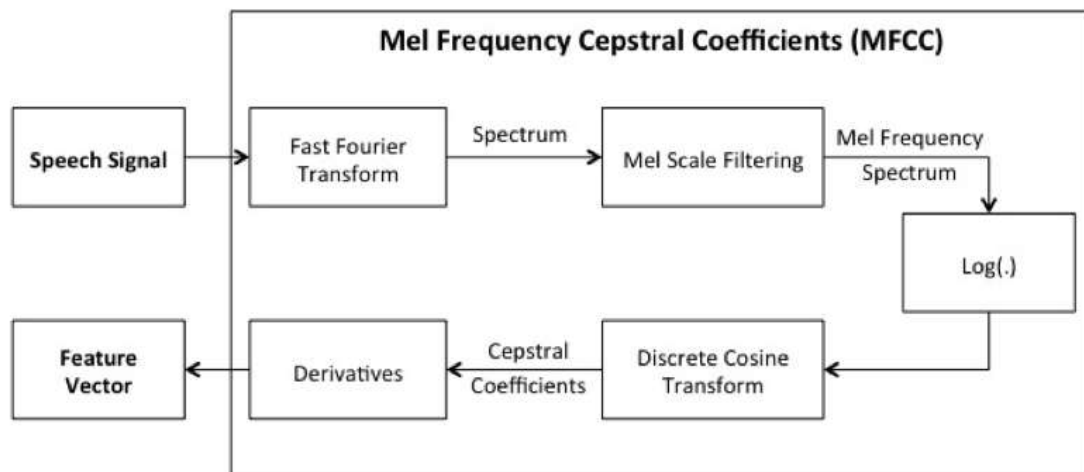 Mel Frequency Cepstral Coefficients (MFCC)
Speech Signal
Fast Fourier
Transform
Spectrum
Mel Scale Filtering
Mel Frequency
Spectrum
Log(.)
Discrete Cosine
Transform
Cepstral
Coefficients
Derivatives
Feature
Vector